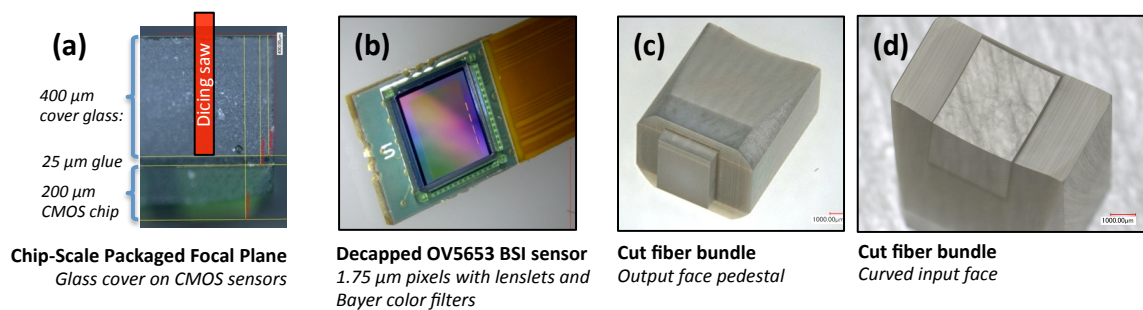 (a)
Dicing saw
400 µm
cover glass:
25 µm glue
200 µm
CMOS chip
Chip-Scale Packaged Focal Plane
Glass cover on CMOS sensors
(b)
Decapped OV5653 BSI sensor
1.75 µm pixels with lenslets and
Bayer color filters
(c)
1000.00µm
Cut fiber bundle
Output face pedestal
(d)
1000.00µm
Cut fiber bundle
Curved input face